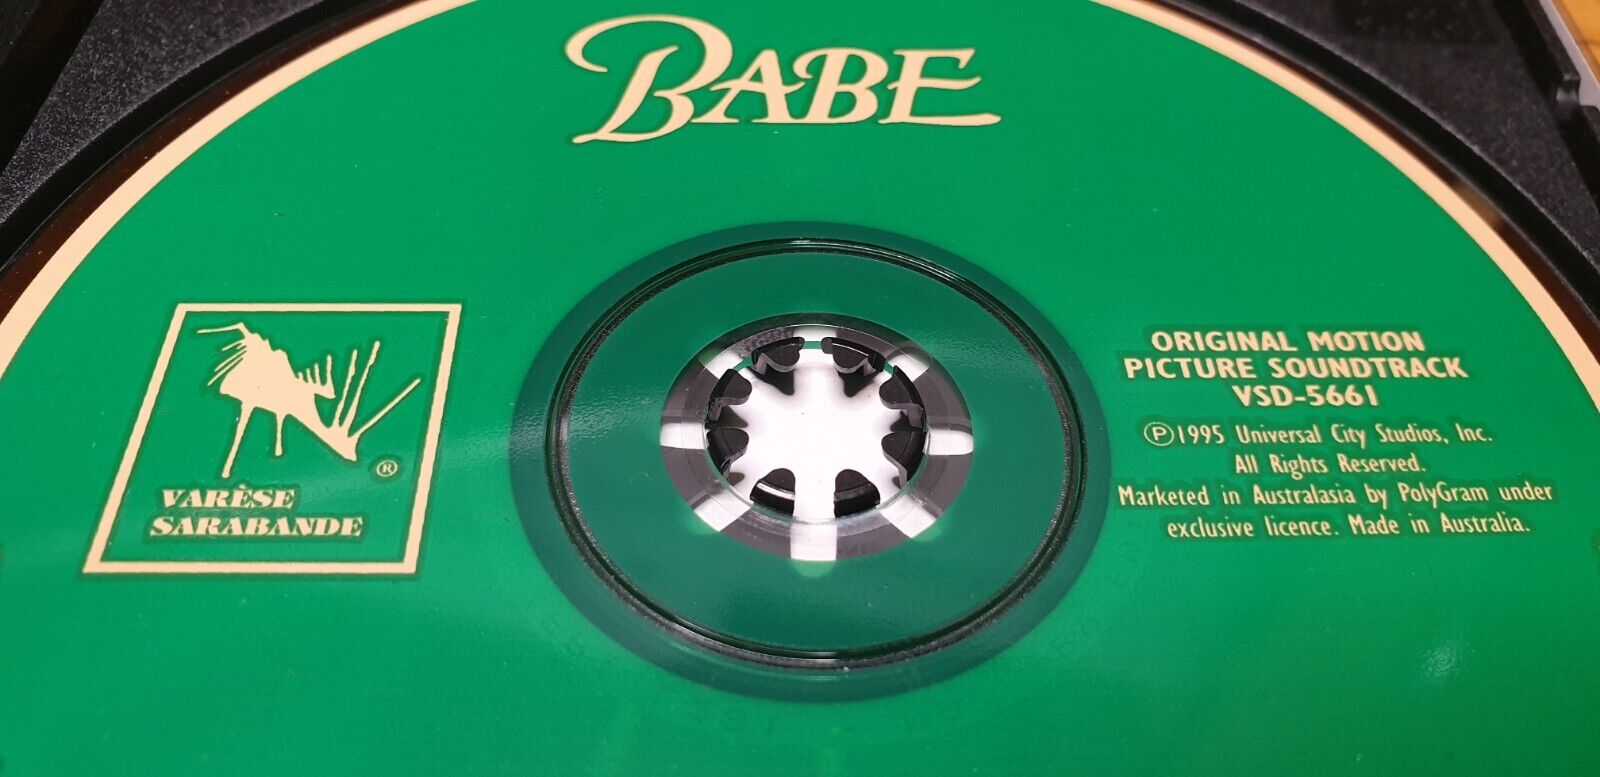 BABE
VARÈSE
SARABANDE
®
ORIGINAL MOTION
PICTURE SOUNDTRACK
VSD-5661
℗1995 Universal City Studios, Inc.
All Rights Reserved.
Marketed in Australasia by PolyGram under
exclusive licence. Made in Australia.